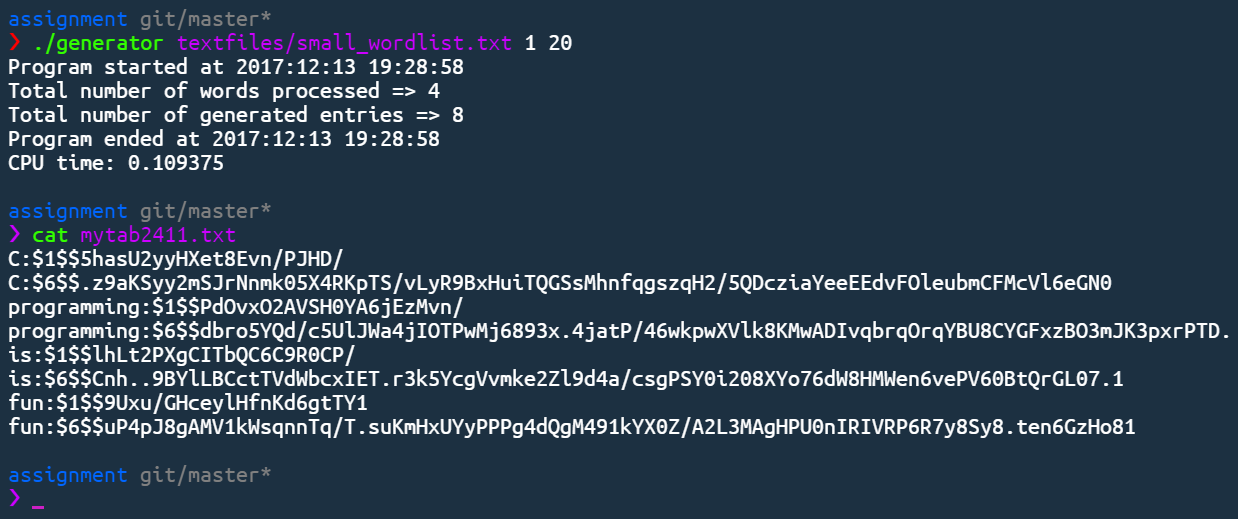 assignment git/master*
❯ ./generator textfiles/small_wordlist.txt 1 20
Program started at 2017:12:13 19:28:58
Total number of words processed => 4
Total number of generated entries => 8
Program ended at 2017:12:13 19:28:58
CPU time: 0.109375
assignment git/master*
❯ cat mytab2411.txt
C:$1$$5hasU2yyHXet8Evn/PJHD/
C:$6$$.z9aKSyy2mSJrNnmk05X4RKpTS/vLyR9BxHuiTQGSsMhnfqgszqH2/5QDcziaYeeEEdvFOleubmCFMcVl6eGN0
programming:$1$$PdOvxO2AVSH0YA6jEzMvn/
programming:$6$$dbro5YQd/c5UlJWa4jIOTPwMj6893x.4jatP/46wkpwXVlk8KMwADIvqbrqOrqYBU8CYGFxzBO3mJK3pxrPTD.
is:$1$$lhLt2PXgCITbQC6C9R0CP/
is:$6$$Cnh..9BYlLBCctTVdWbcxIET.r3k5YcgVvmke2Zl9d4a/csgPSY0i208XYo76dW8HMWen6vePV60BtQrGL07.1
fun:$1$$9Uxu/GHceylHfnKd6gtTY1
fun:$6$$uP4pJ8gAMV1kWsqnnTq/T.suKmHxUYyPPPg4dQgM491kYX0Z/A2L3MAgHPU0nIRIVRP6R7y8Sy8.ten6GzHo81
assignment git/master*
❯ _